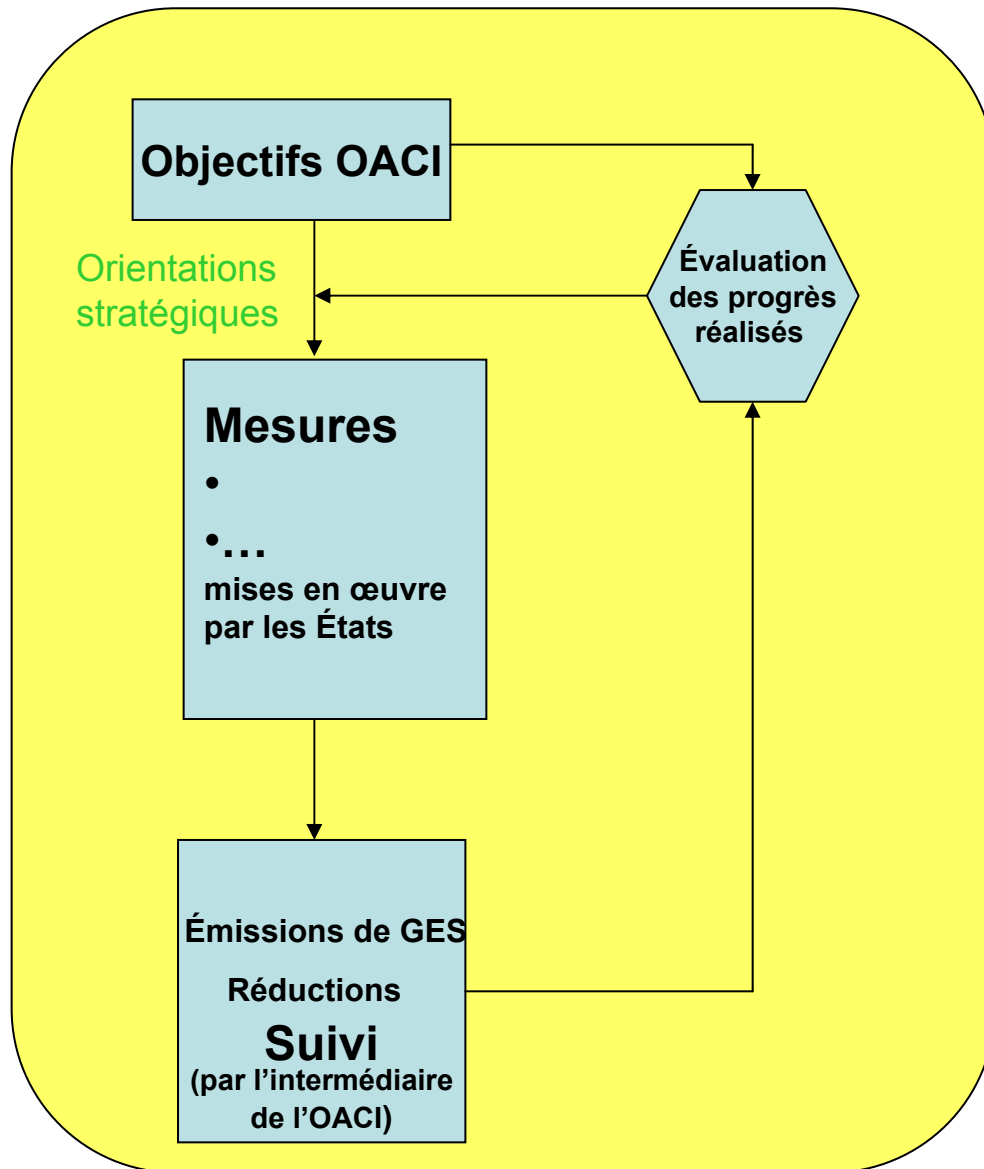 Objectifs OACI
Évaluation
des progrès
réalisés
Orientations
stratégiques
Mesures
•
•...
mises en œuvre
par les États
Émissions de GES
Réductions
Suivi
(par l’intermédiaire
de l’OACI)